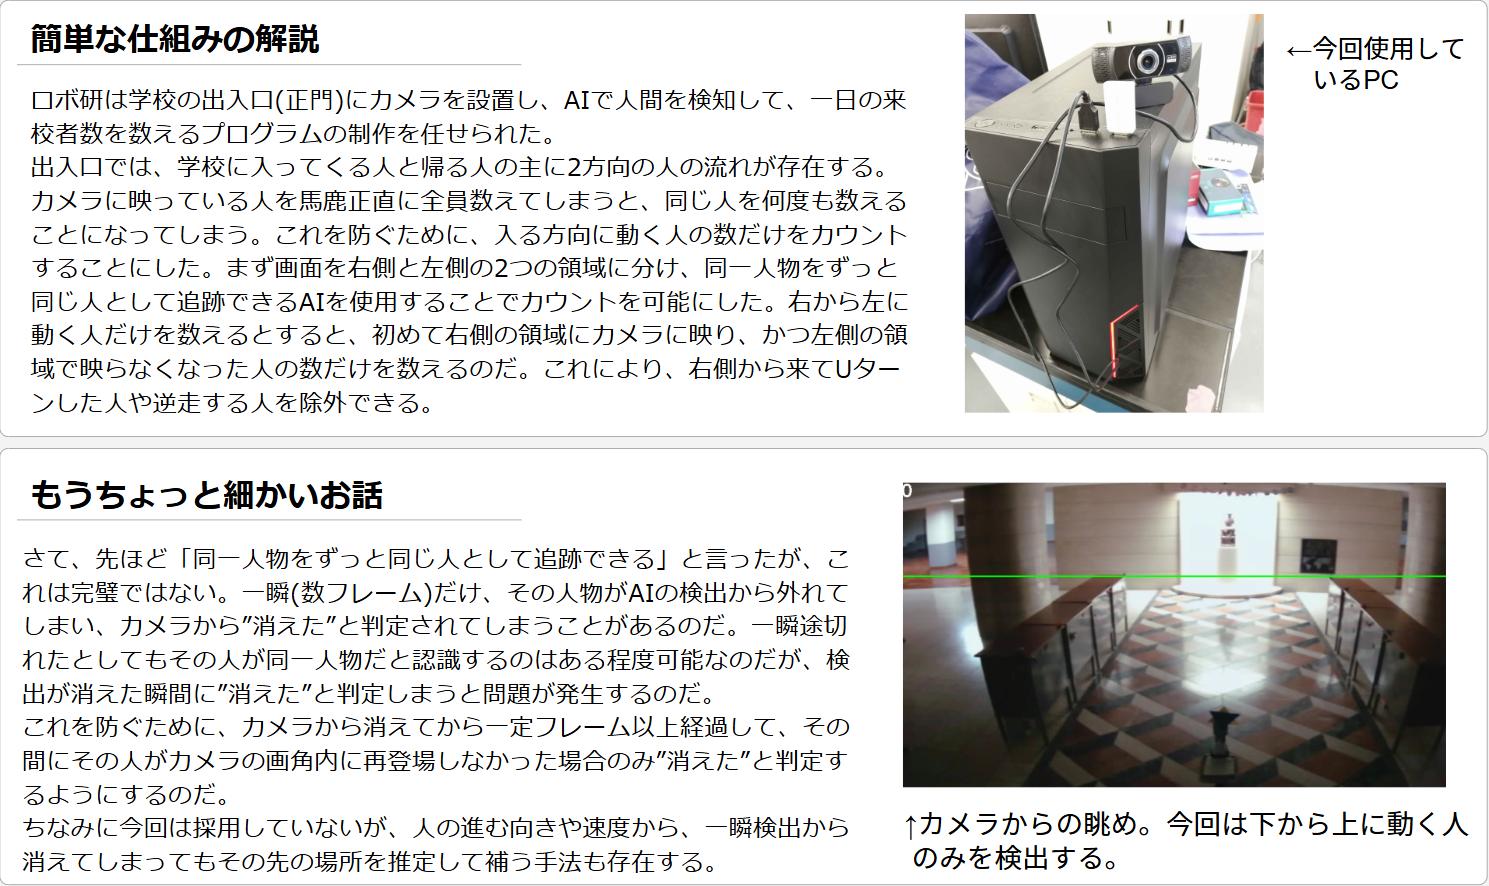 簡単な仕組みの解説
ロボ研は学校の出入口(正門)にカメラを設置し、AIで人間を検知して、一日の来
校者数を数えるプログラムの制作を任せられた。
出入口では、学校に入ってくる人と帰る人の主に2方向の人の流れが存在する。
カメラに映っている人を馬鹿正直に全員数えてしまうと、同じ人を何度も数える
ことになってしまう。これを防ぐために、入る方向に動く人の数だけをカウント
することにした。まず画面を右側と左側の2つの領域に分け、同一人物をずっと
同じ人として追跡できるAIを使用することでカウントを可能にした。右から左に
動く人だけを数えるとすると、初めて右側の領域にカメラに映り、かつ左側の領
域で映らなくなった人の数だけを数えるのだ。これにより、右側から来てUター
ンした人や逆走する人を除外できる。
←今回使用して
いるPC
もうちょっと細かいお話
さて、先ほど「同一人物をずっと同じ人として追跡できる」と言ったが、こ
れは完璧ではない。一瞬(数フレーム)だけ、その人物がAIの検出から外れて
しまい、カメラから”消えた”と判定されてしまうことがあるのだ。一瞬途切
れたとしてもその人が同一人物だと認識するのはある程度可能なのだが、検
出が消えた瞬間に”消えた”と判定しまうと問題が発生するのだ。
これを防ぐために、カメラから消えてから一定フレーム以上経過して、その
間にその人がカメラの画角内に再登場しなかった場合のみ”消えた”と判定す
るようにするのだ。
ちなみに今回は採用していないが、人の進む向きや速度から、一瞬検出から
消えてしまってもその先の場所を推定して補う手法も存在する。
0
↑カメラからの眺め。今回は下から上に動く人
のみを検出する。